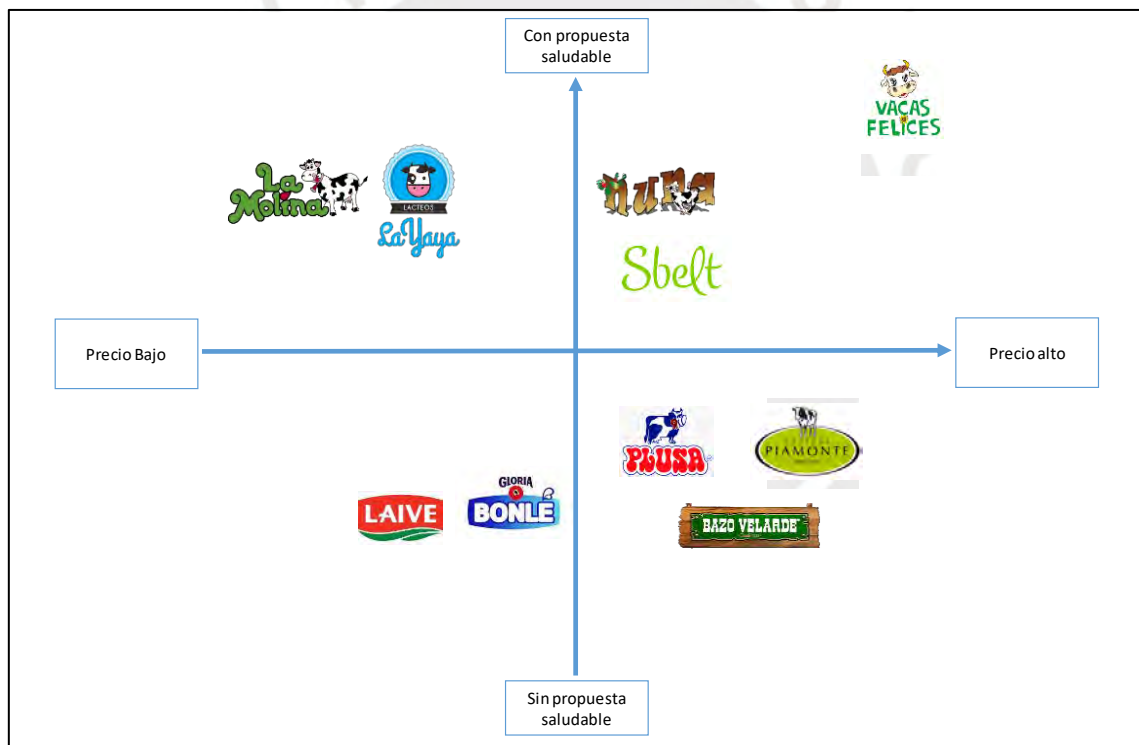 Con propuesta
saludable
VACAS
FELICES
La
Molina
LACTEOS
La Yaya
nuna
Sbelt
Precio Bajo
Precio alto
PLUSA
PIAMONTE
GLORIA
BONLÉ
LAIVE
BAZO VELARDE
Sin propuesta
saludable